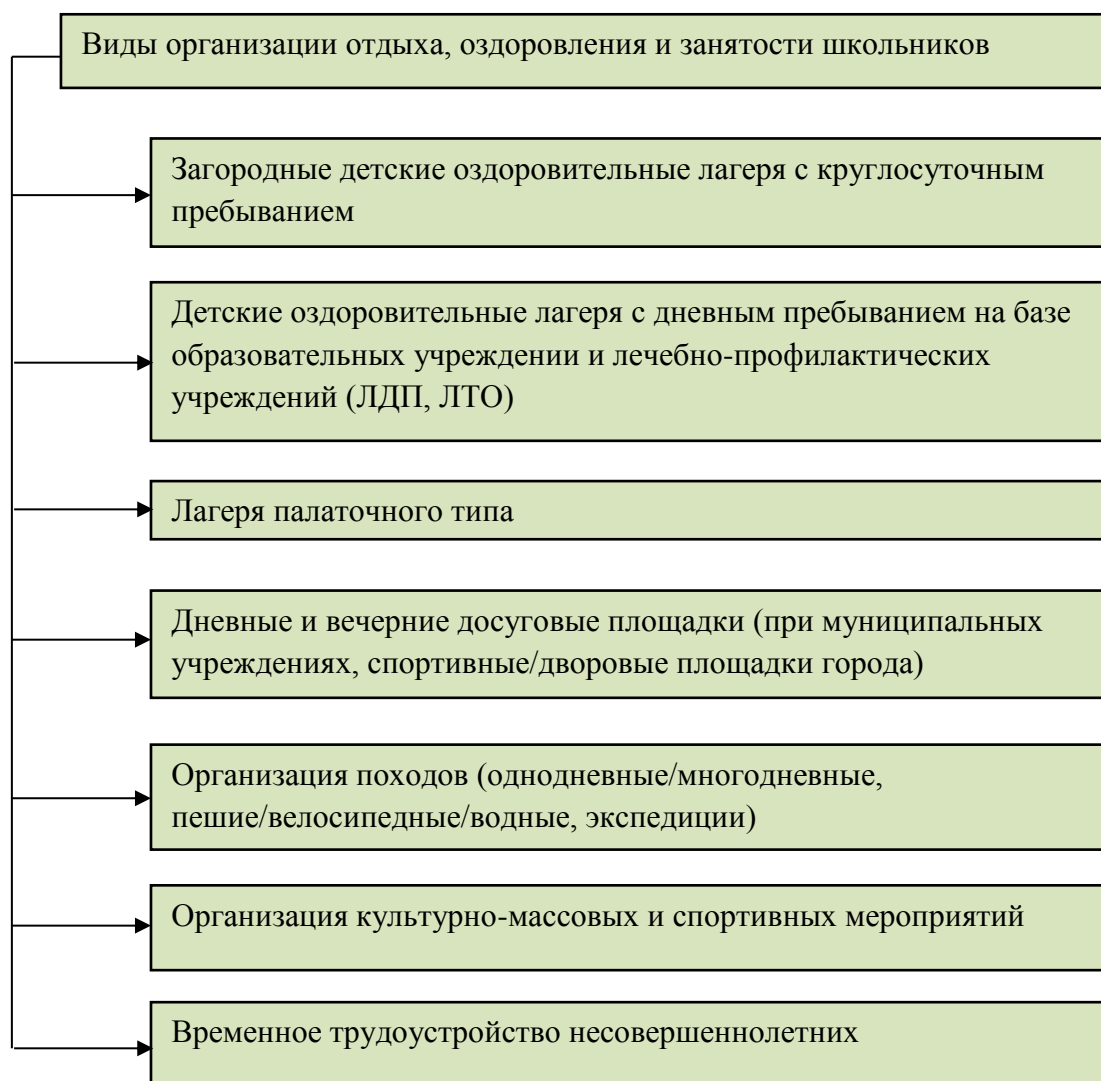 Виды организации отдыха, оздоровления и занятости школьников
Загородные детские оздоровительные лагеря с круглосуточным
пребыванием
Детские оздоровительные лагеря с дневным пребыванием на базе
образовательных учреждении и лечебно-профилактических
учреждений (ЛДП, ЛТО)
Лагеря палаточного типа
Дневные и вечерние досуговые площадки (при муниципальных
учреждениях, спортивные/дворовые площадки города)
Организация походов (однодневные/многодневные,
пешие/велосипедные/водные, экспедиции)
Организация культурно-массовых и спортивных мероприятий
Временное трудоустройство несовершеннолетних